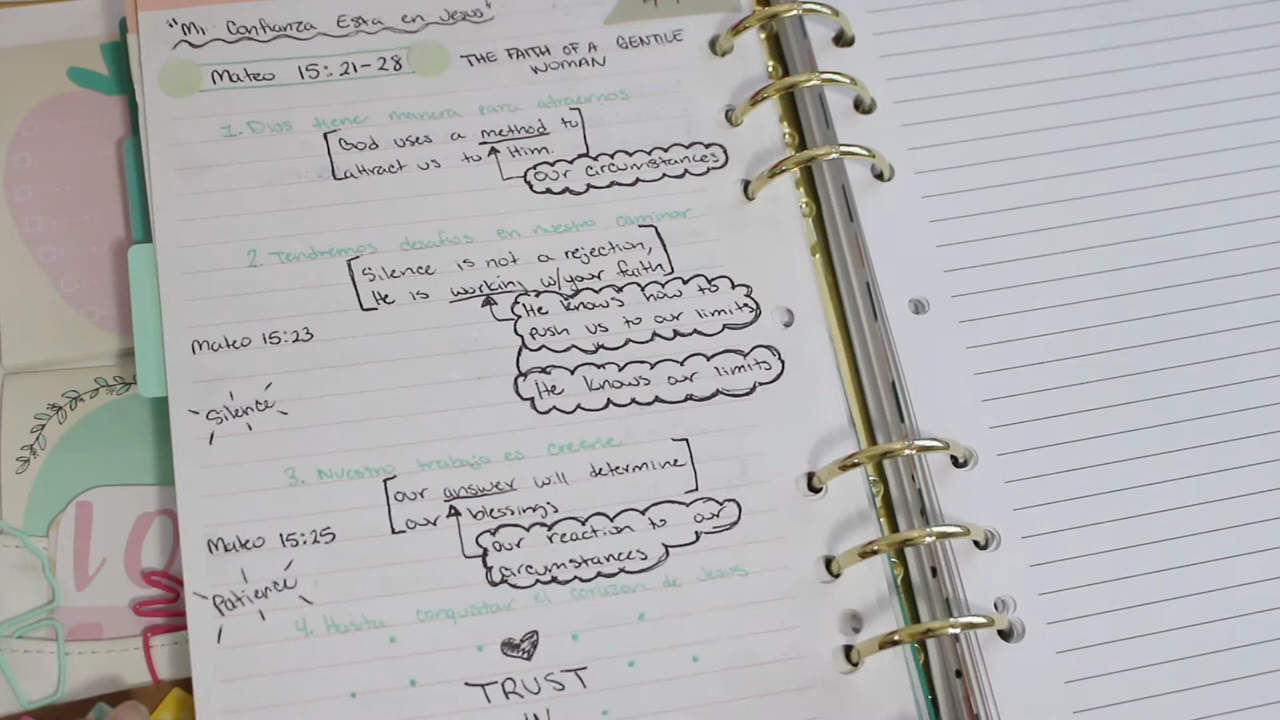 "Mi Confianza Esta en Jesus"
Mateo 15:21-28
THE FAITH OF A GENTILE
WOMAN
1. Dios tiene manera para atraernos
God uses a method to
attract us to Him.
our circumstances
2. Tendremos desafios en nuestro caminar
Silence is not a rejection,
He is working w/your faith
He knows how to
push us to our limits
He knows our limits
Mateo 15:23
Silence
3. Nuestro trabajo es creerle
our answer will determine
our blessings
our reaction to our
circumstances
Mateo 15:25
Patience
4. Hasta conquistar el corazon de Jesus
TRUST
IN